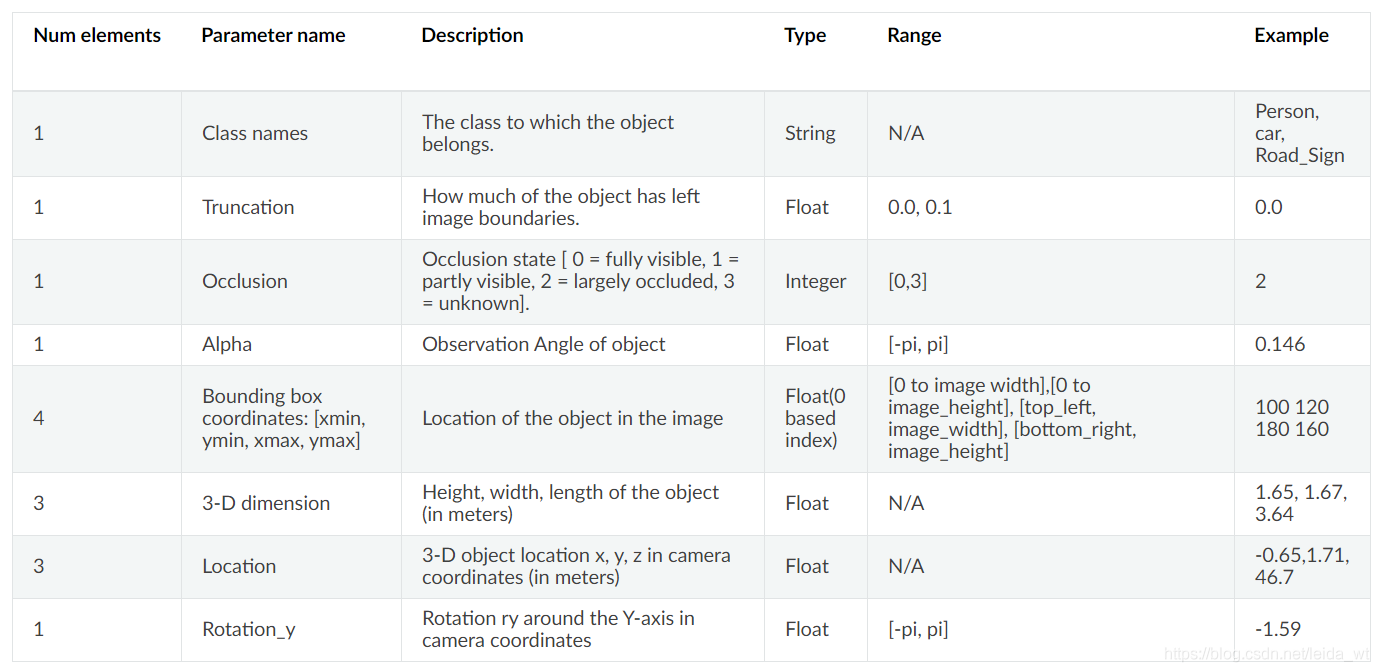 Num elements Parameter name Description Type Range Example
1 Class names The class to which the object belongs. String N/A Person, car, Road_Sign
1 Truncation How much of the object has left image boundaries. Float 0.0, 0.1 0.0
1 Occlusion Occlusion state [ 0 = fully visible, 1 = partly visible, 2 = largely occluded, 3 = unknown]. Integer [0,3] 2
1 Alpha Observation Angle of object Float [-pi, pi] 0.146
4 Bounding box coordinates: [xmin, ymin, xmax, ymax] Location of the object in the image Float(0 based index) [0 to image width],[0 to image_height], [top_left, image_width], [bottom_right, image_height] 100 120 180 160
3 3-D dimension Height, width, length of the object (in meters) Float N/A 1.65, 1.67, 3.64
3 Location 3-D object location x, y, z in camera coordinates (in meters) Float N/A -0.65,1.71, 46.7
1 Rotation_y Rotation ry around the Y-axis in camera coordinates Float [-pi, pi] -1.59
https://blog.csdn.net/leida_wt